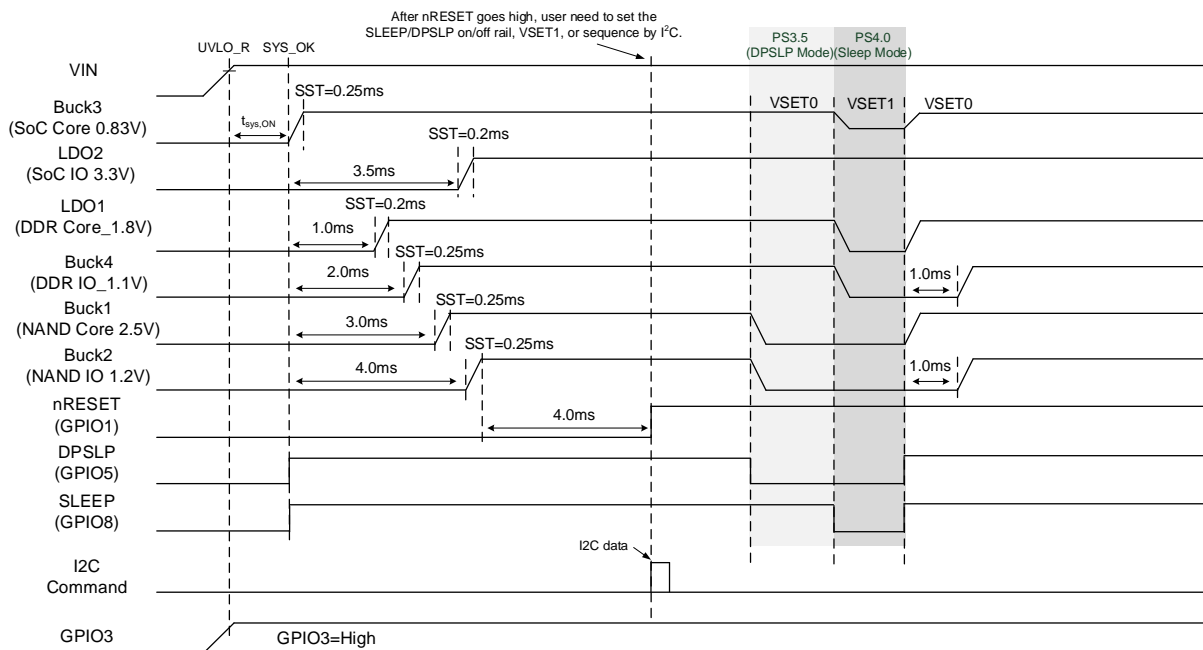 After nRESET goes high, user need to set the
SLEEP/DPSLP on/off rail, VSET1, or sequence by I²C.
PS3.5
(DPSLP Mode)
PS4.0
(Sleep Mode)
UVLO_R
SYS_OK
VIN
SST=0.25ms
VSET0
VSET1
VSET0
Buck3
(SoC Core 0.83V)
tsys,ON
SST=0.2ms
LDO2
(SoC IO 3.3V)
3.5ms
SST=0.2ms
LDO1
(DDR Core_1.8V)
1.0ms
SST=0.25ms
Buck4
(DDR IO_1.1V)
2.0ms
1.0ms
SST=0.25ms
Buck1
(NAND Core 2.5V)
3.0ms
SST=0.25ms
Buck2
(NAND IO 1.2V)
4.0ms
1.0ms
nRESET
(GPIO1)
4.0ms
DPSLP
(GPIO5)
SLEEP
(GPIO8)
I2C data
I2C
Command
GPIO3
GPIO3=High